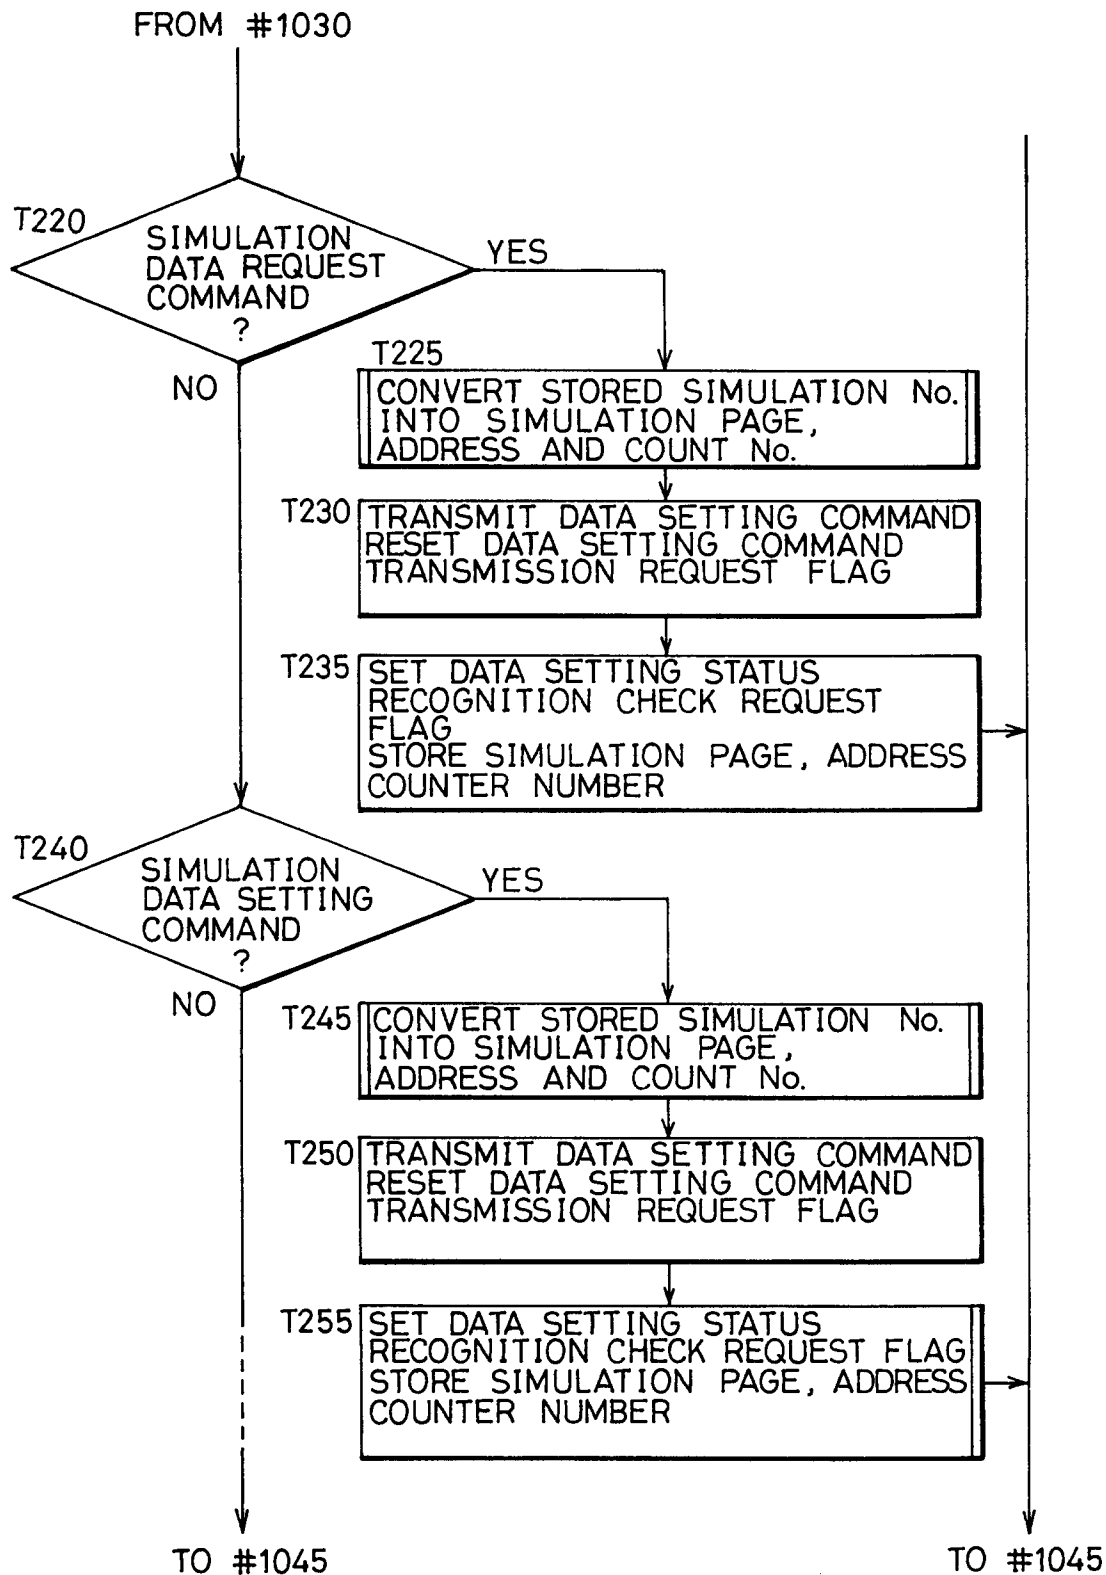 FROM #1030
T220
SIMULATION
DATA REQUEST
COMMAND
?
YES
NO
T225
CONVERT STORED SIMULATION No.
INTO SIMULATION PAGE,
ADDRESS AND COUNT No.
T230
TRANSMIT DATA SETTING COMMAND
RESET DATA SETTING COMMAND
TRANSMISSION REQUEST FLAG
T235
SET DATA SETTING STATUS
RECOGNITION CHECK REQUEST
FLAG
STORE SIMULATION PAGE, ADDRESS
COUNTER NUMBER
T240
SIMULATION
DATA SETTING
COMMAND
?
YES
NO
T245
CONVERT STORED SIMULATION No.
INTO SIMULATION PAGE,
ADDRESS AND COUNT No.
T250
TRANSMIT DATA SETTING COMMAND
RESET DATA SETTING COMMAND
TRANSMISSION REQUEST FLAG
T255
SET DATA SETTING STATUS
RECOGNITION CHECK REQUEST FLAG
STORE SIMULATION PAGE, ADDRESS
COUNTER NUMBER
TO #1045
TO #1045